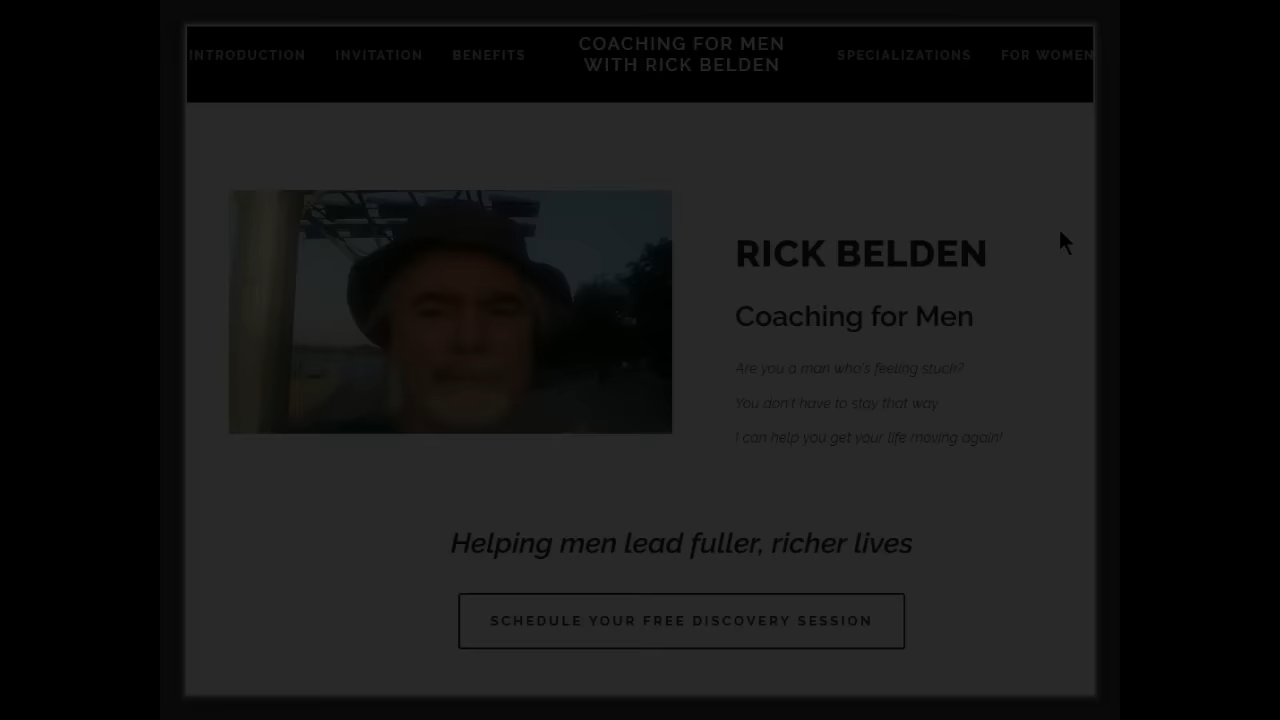 INTRODUCTION
INVITATION
BENEFITS
COACHING FOR MEN
WITH RICK BELDEN
SPECIALIZATIONS
FOR WOMEN
RICK BELDEN
Coaching for Men
Are you a man who's feeling stuck?
You don't have to stay that way
I can help you get your life moving again!
Helping men lead fuller, richer lives
SCHEDULE YOUR FREE DISCOVERY SESSION